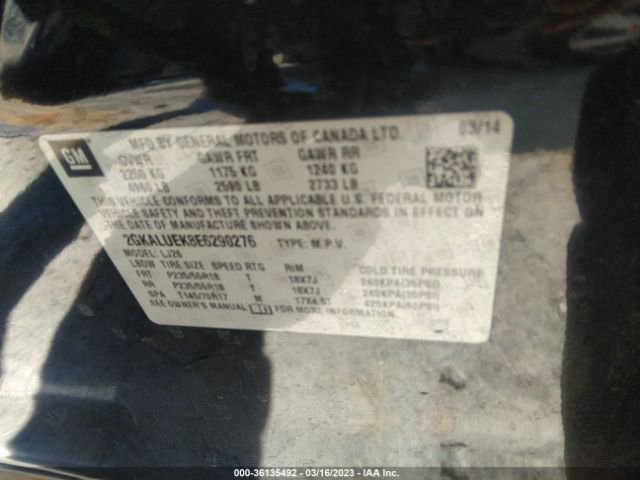 GM
MFD BY GENERAL MOTORS OF CANADA LTD. 03/14
GVWR GAWR FRT GAWR RR
2250 KG 1175 KG 1240 KG
4960 LB 2590 LB 2733 LB
THIS VEHICLE CONFORMS TO ALL APPLICABLE U.S. FEDERAL MOTOR
VEHICLE SAFETY AND THEFT PREVENTION STANDARDS IN EFFECT ON
THE DATE OF MANUFACTURE SHOWN ABOVE.
2GKALUEK8E6290276 TYPE: M.P.V.
MODEL: LJ26
TIRE SIZE SPEED RTG RIM COLD TIRE PRESSURE
FRT P235/55R18 T 18X7J 240KPA(35PSI)
RR P235/55R18 T 18X7J 240KPA(35PSI)
SPA T145/70R17 M 17X4.5T 420KPA(60PSI)
SEE OWNER'S MANUAL FOR MORE INFORMATION.
000-36135492 - 03/16/2023 - IAA Inc.